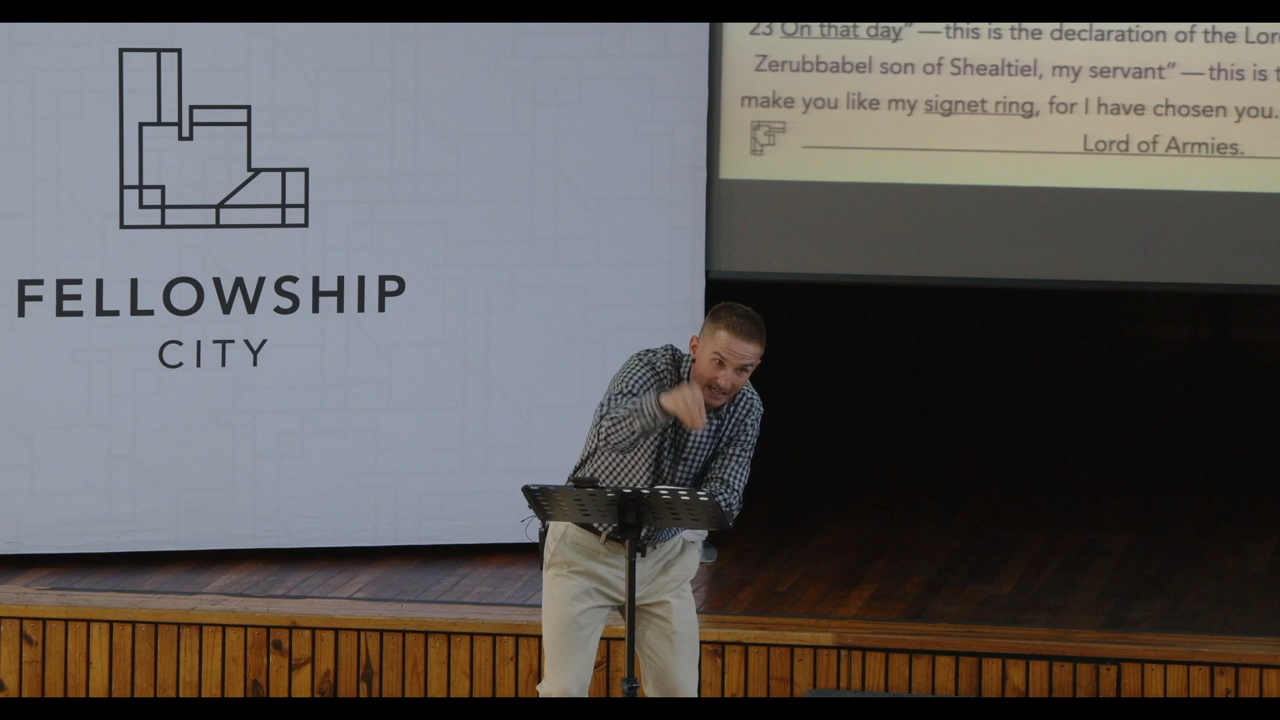 FELLOWSHIP
CITY
23 On that day” — this is the declaration of the Lor
Zerubbabel son of Shealtiel, my servant” — this is t
make you like my signet ring, for I have chosen you.
Lord of Armies.